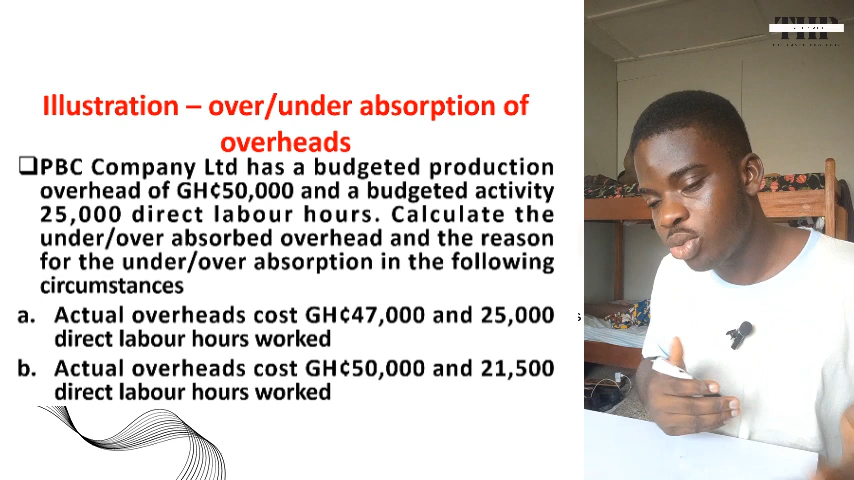 Illustration – over/under absorption of
overheads
❑PBC Company Ltd has a budgeted production
overhead of GH¢50,000 and a budgeted activity
25,000 direct labour hours. Calculate the
under/over absorbed overhead and the reason
for the under/over absorption in the following
circumstances
a. Actual overheads cost GH¢47,000 and 25,000
direct labour hours worked
b. Actual overheads cost GH¢50,000 and 21,500
direct labour hours worked
s